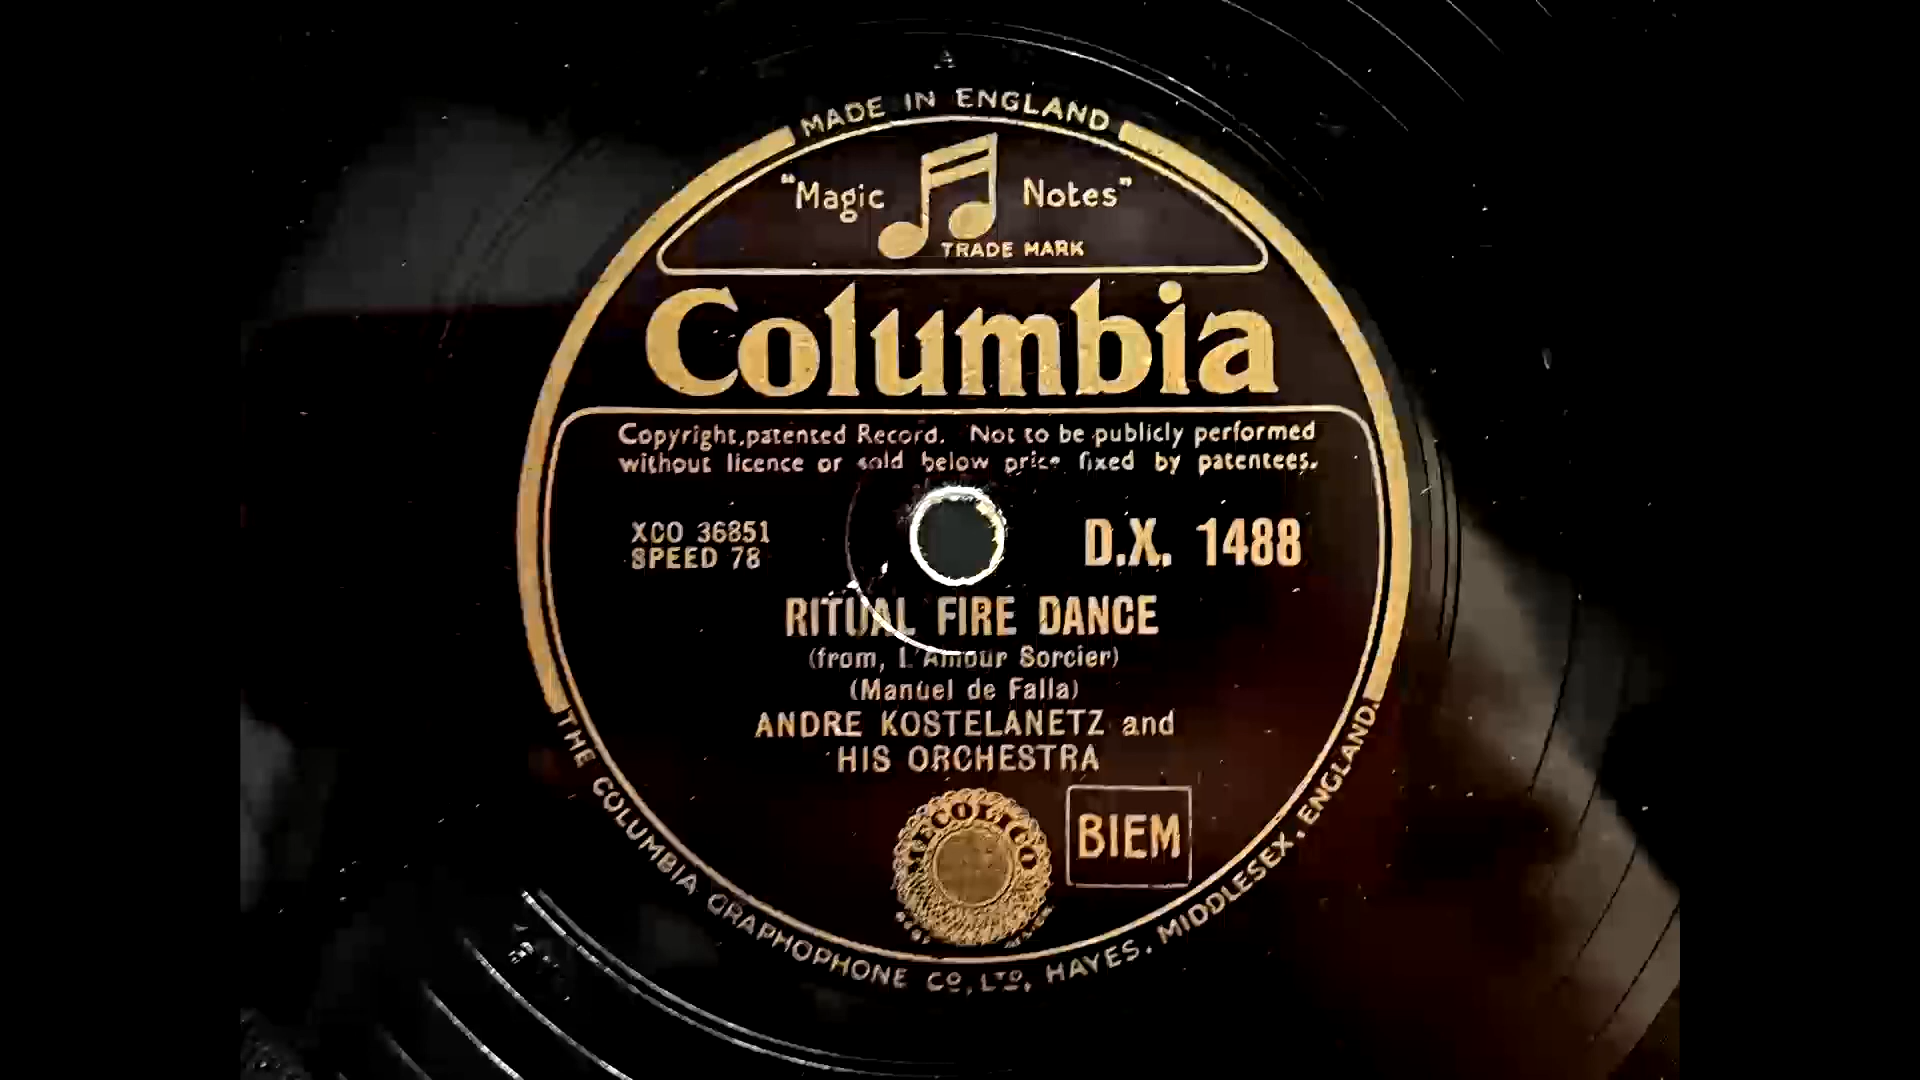 A
MADE IN ENGLAND
"Magic Notes"
TRADE MARK
Columbia
Copyright, patented Record. Not to be publicly performed
without licence or sold below price fixed by patentees.
XCO 36851
SPEED 78
D.X. 1488
RITUAL FIRE DANCE
(from, L'Amour Sorcier)
(Manuel de Falla)
ANDRE KOSTELANETZ and
HIS ORCHESTRA
BIEM
THE COLUMBIA GRAPHOPHONE CO, LTD, HAYES, MIDDLESEX, ENGLAND.